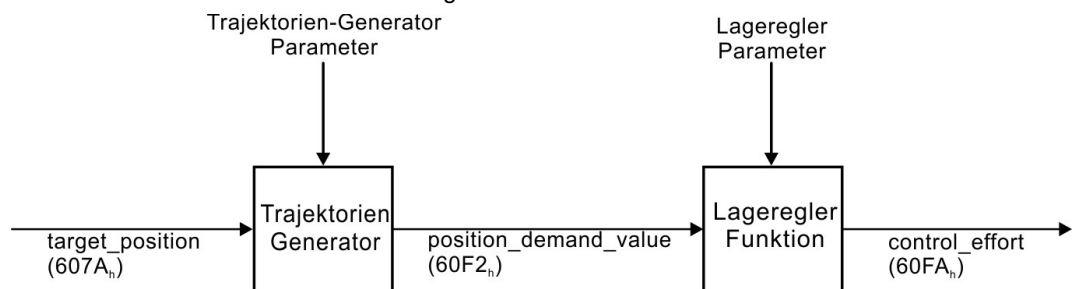 Trajektorien-Generator
Parameter
Lageregler
Parameter
Trajektorien
Generator
Lageregler
Funktion
target_position
(607Ah)
position_demand_value
(60F2h)
control_effort
(60FAh)